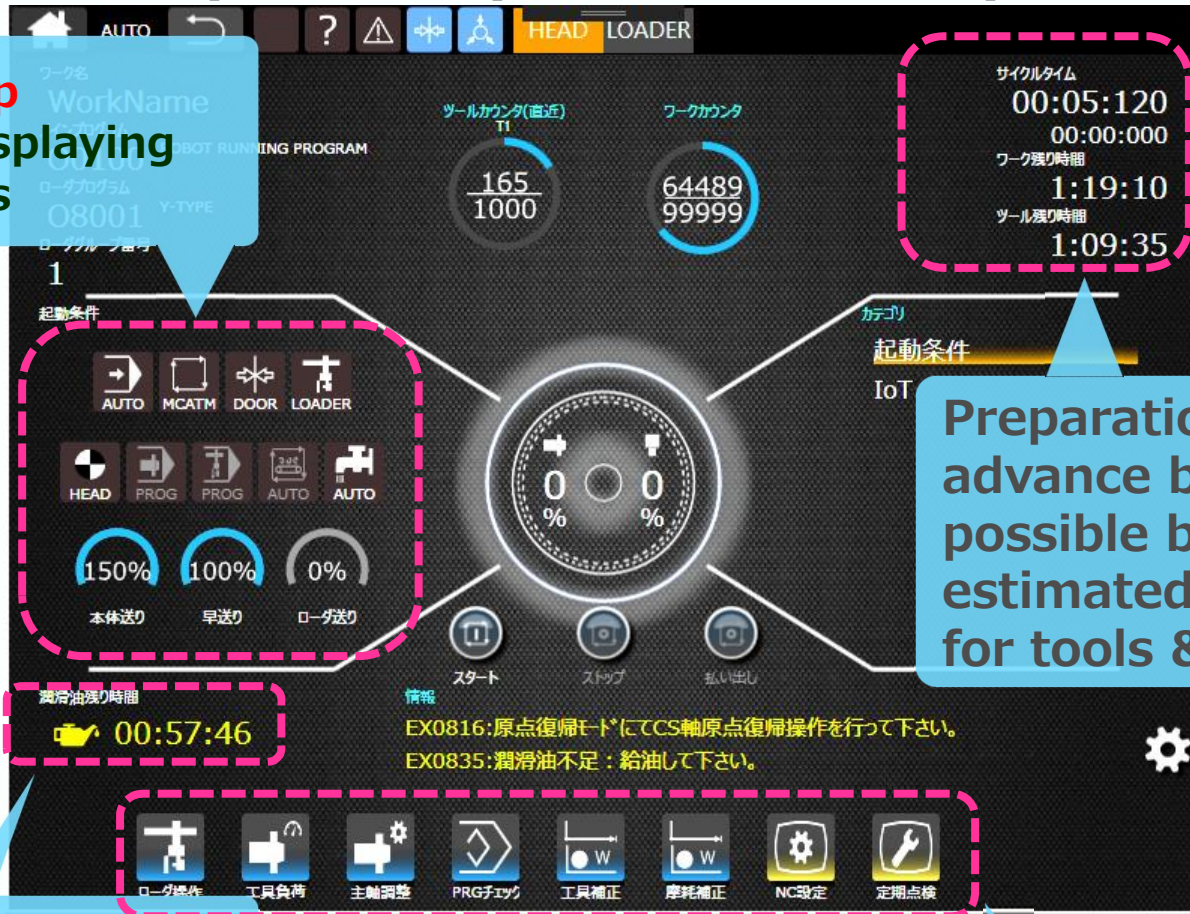 AUTO
?
HEAD LOADER
ワーク名
WorkName
p
splaying
s
O0100
OBOT RUNNING PROGRAM
ローダプログラム
O8001 Y-TYPE
ローダグループ番号
1
ツールカウンタ(直近)
T1
165
1000
ワークカウンタ
64489
99999
サイクルタイム
00:05:120
00:00:000
ワーク残り時間
1:19:10
ツール残り時間
1:09:35
起動条件
AUTO MCATM DOOR LOADER
HEAD PROG PROG AUTO AUTO
150% 100% 0%
本体送り 早送り ローダ送り
0 0
% %
カテゴリ
起動条件
IoT
Preparatio
advance b
possible b
estimated
for tools &
スタート ストップ 払い出し
潤滑油残り時間
00:57:46
情報
EX0816:原点復帰ﾓｰﾄﾞにてCS軸原点復帰操作を行って下さい。
EX0835:潤滑油不足：給油して下さい。
ローダ操作 工具負荷 主軸調整 PRGチェック 工具補正 摩耗補正 NC設定 定期点検
W W